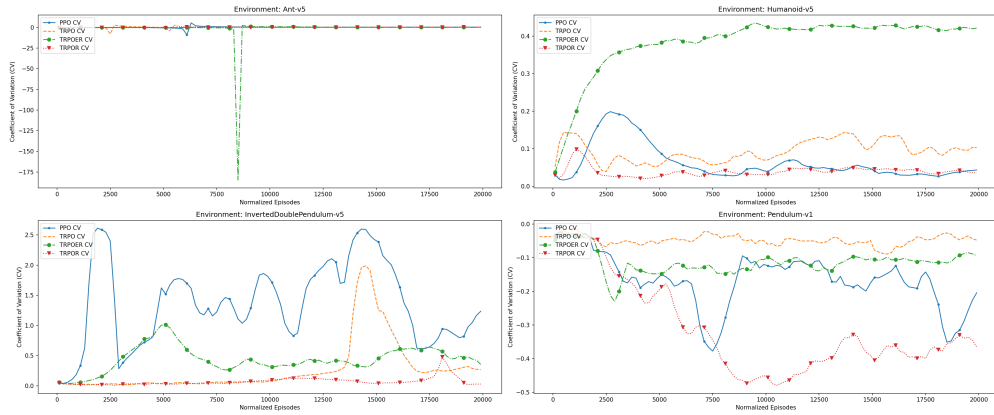 Environment: Ant-v5
PPO CV
TRPO CV
TRPOER CV
TRPOR CV
Coefficient of Variation (CV)
0
−25
−50
−75
−100
−125
−150
−175
0 2500 5000 7500 10000 12500 15000 17500 20000
Normalized Episodes
Environment: Humanoid-v5
PPO CV
TRPO CV
TRPOER CV
TRPOR CV
Coefficient of Variation (CV)
0.4
0.3
0.2
0.1
0.0
0 2500 5000 7500 10000 12500 15000 17500 20000
Normalized Episodes
Environment: InvertedDoublePendulum-v5
PPO CV
TRPO CV
TRPOER CV
TRPOR CV
Coefficient of Variation (CV)
2.5
2.0
1.5
1.0
0.5
0.0
0 2500 5000 7500 10000 12500 15000 17500 20000
Normalized Episodes
Environment: Pendulum-v1
PPO CV
TRPO CV
TRPOER CV
TRPOR CV
Coefficient of Variation (CV)
0.0
−0.1
−0.2
−0.3
−0.4
−0.5
0 2500 5000 7500 10000 12500 15000 17500 20000
Normalized Episodes